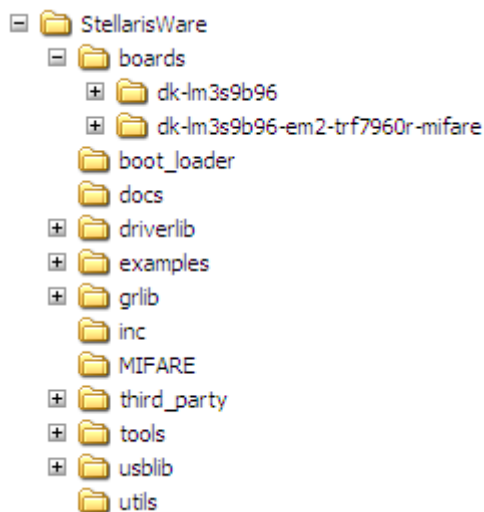 StellarisWare
boards
dk-lm3s9b96
dk-lm3s9b96-em2-trf7960r-mifare
boot_loader
docs
driverlib
examples
grlib
inc
MIFARE
third_party
tools
usblib
utils